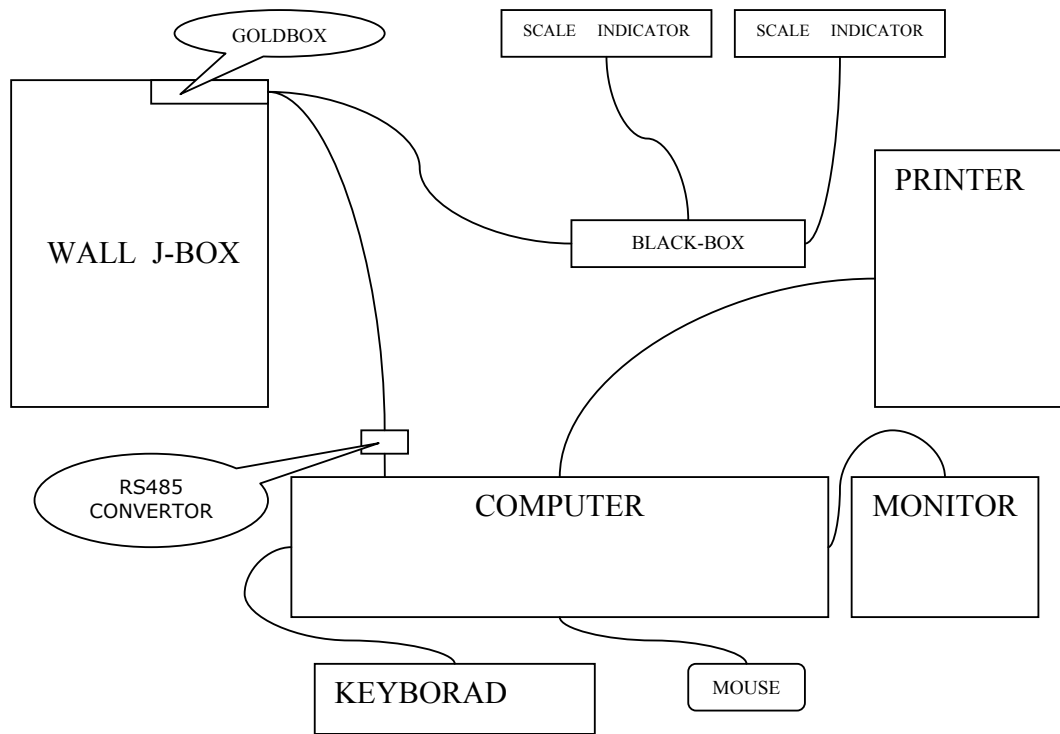 GOLDBOX
SCALE INDICATOR
SCALE INDICATOR
PRINTER
WALL J-BOX
BLACK-BOX
RS485
CONVERTOR
COMPUTER
MONITOR
KEYBORAD
MOUSE